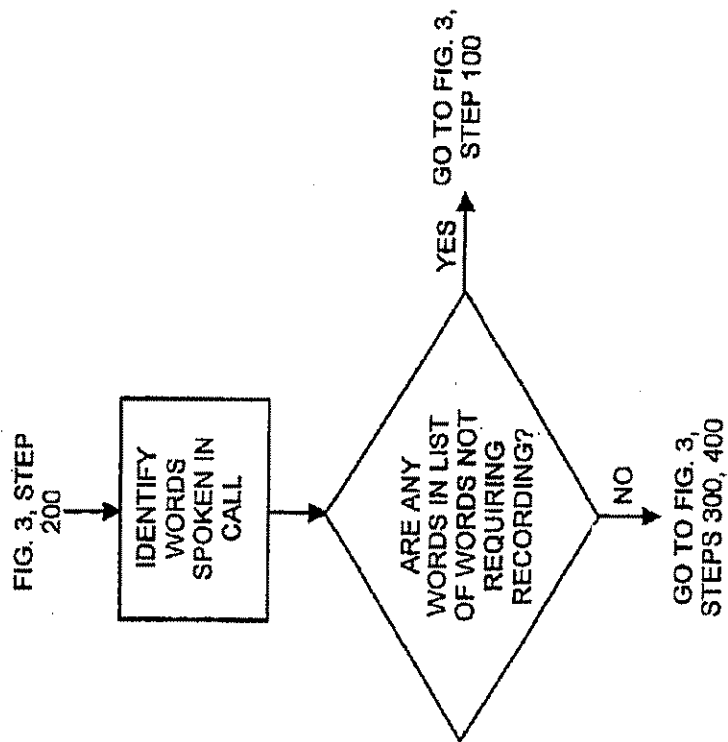 FIG. 3, STEP
200
IDENTIFY
WORDS
SPOKEN IN
CALL
ARE ANY
WORDS IN LIST
OF WORDS NOT
REQUIRING
RECORDING?
YES
GO TO FIG. 3,
STEP 100
NO
GO TO FIG. 3,
STEPS 300, 400